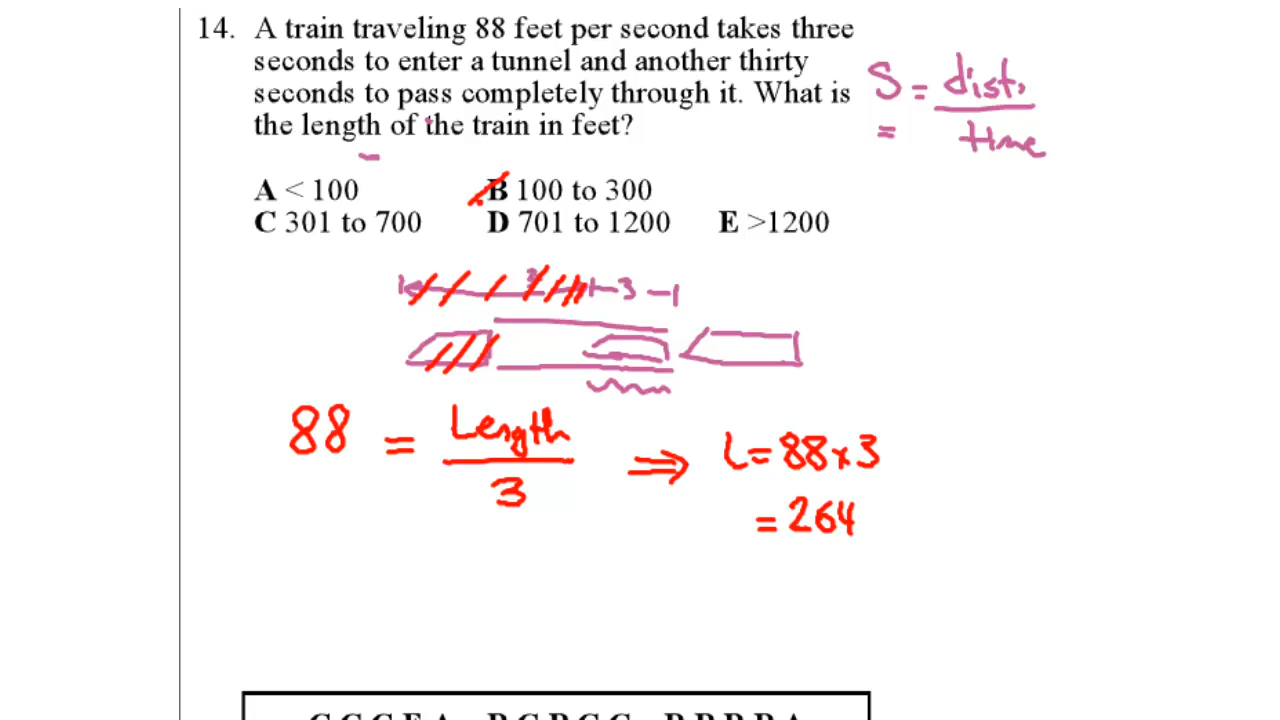 14. A train traveling 88 feet per second takes three
seconds to enter a tunnel and another thirty
seconds to pass completely through it. What is
the length of the train in feet?
S = dist.
= time
A < 100 B 100 to 300
C 301 to 700 D 701 to 1200 E >1200
3
88 = Length / 3 ⇒ L = 88 x 3
= 264